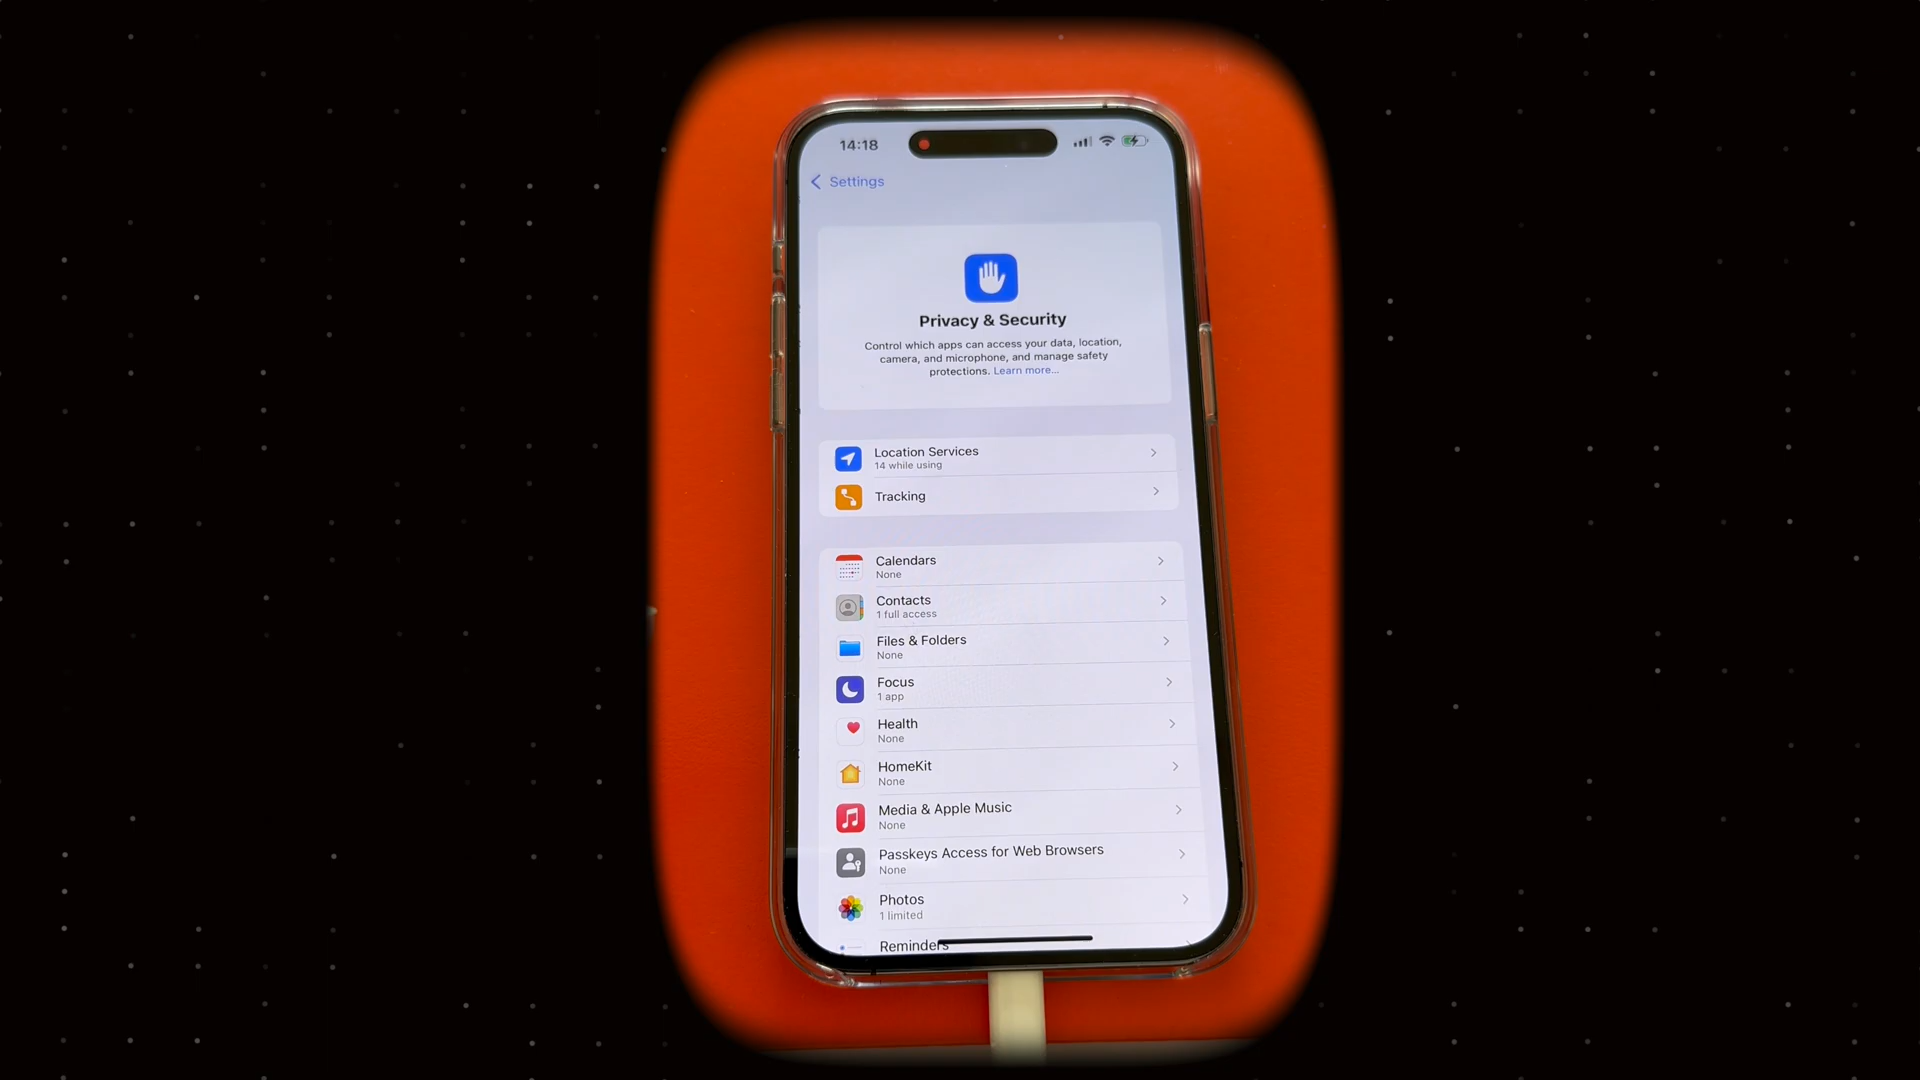 14:18
Settings
Privacy & Security
Control which apps can access your data, location,
camera, and microphone, and manage safety
protections. Learn more...
Location Services
14 while using
Tracking
Calendars
None
Contacts
1 full access
Files & Folders
None
Focus
1 app
Health
None
HomeKit
None
Media & Apple Music
None
Passkeys Access for Web Browsers
None
Photos
1 limited
Reminders